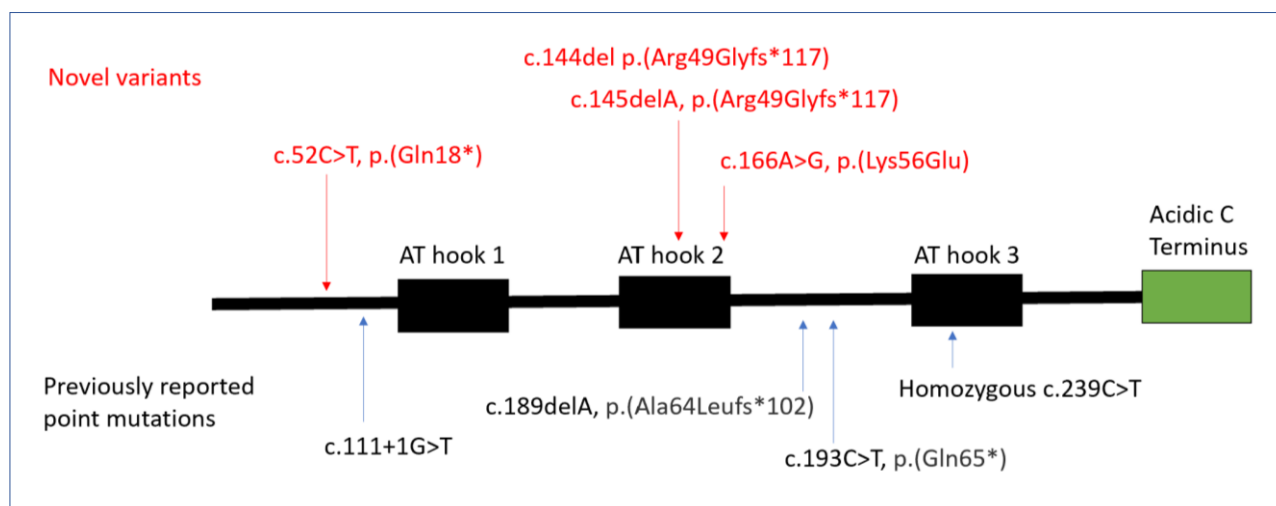 c.144del p.(Arg49Glyfs*117)
Novel variants
c.145delA, p.(Arg49Glyfs*117)
c.52C>T, p.(Gln18*)
c.166A>G, p.(Lys56Glu)
Acidic C
Terminus
AT hook 1
AT hook 2
AT hook 3
Previously reported
point mutations
c.111+1G>T
c.189delA, p.(Ala64Leufs*102)
c.193C>T, p.(Gln65*)
Homozygous c.239C>T